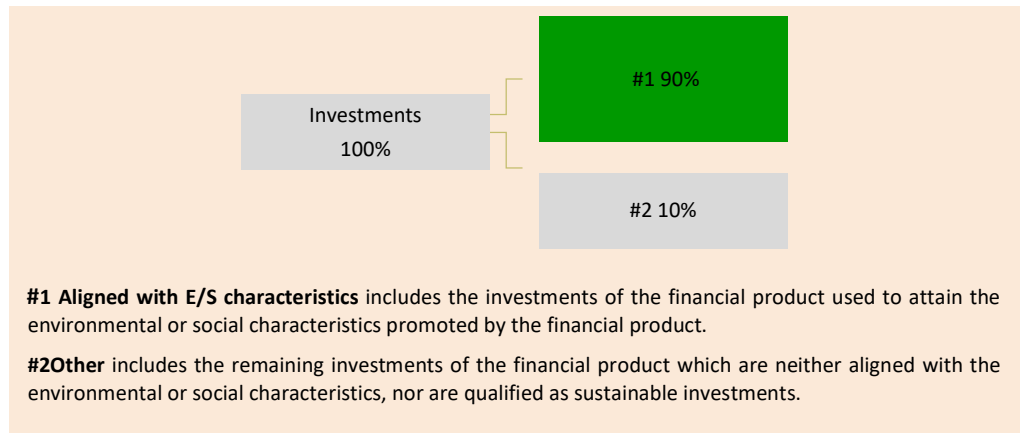 #1 90%
Investments
100%
#2 10%
#1 Aligned with E/S characteristics includes the investments of the financial product used to attain the
environmental or social characteristics promoted by the financial product.
#2Other includes the remaining investments of the financial product which are neither aligned with the
environmental or social characteristics, nor are qualified as sustainable investments.